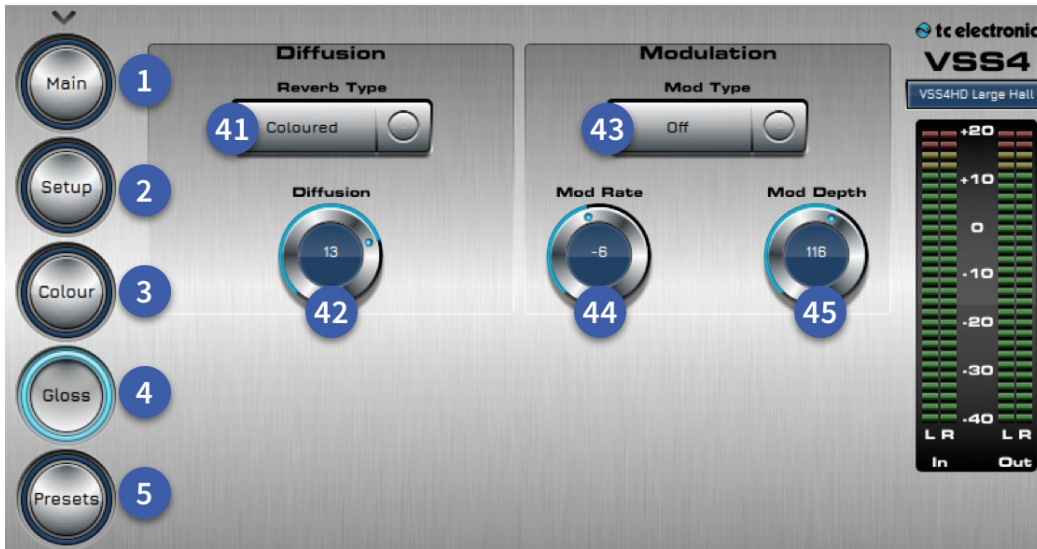 tc electronic
VSS4
VSS4HD Large Hall
Main 1
Setup 2
Colour 3
Gloss 4
Presets 5
Diffusion
Reverb Type
41 Coloured
Diffusion
13
42
Modulation
Mod Type
43 Off
Mod Rate Mod Depth
-6 116
44 45
+20
+10
0
-10
-20
-30
-40
L R L R
In Out